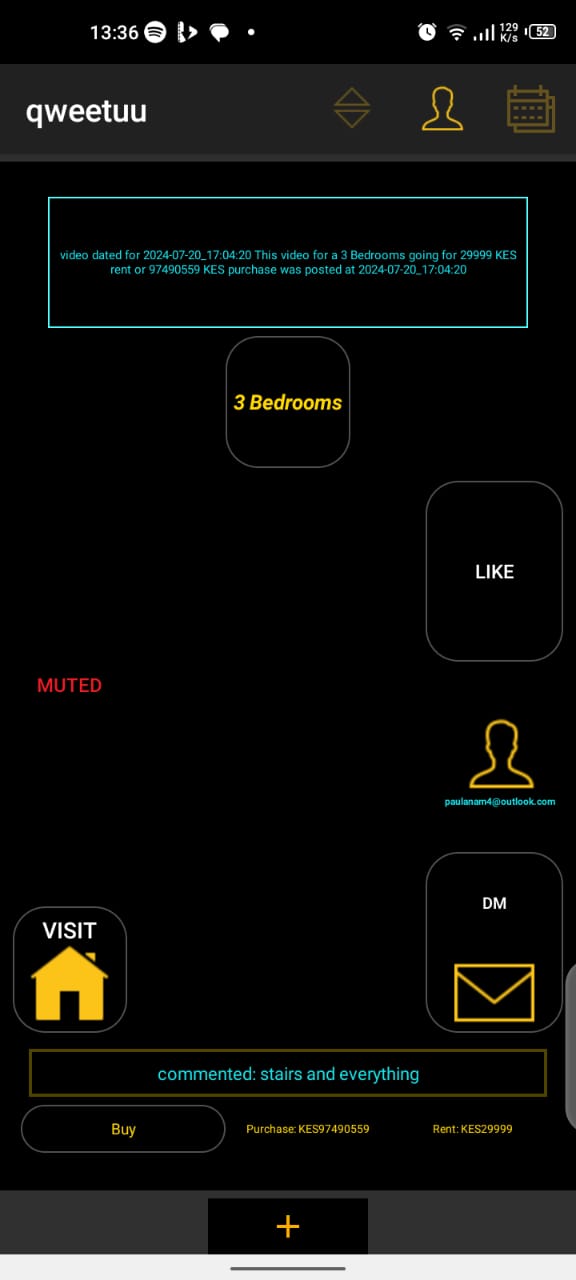 13:36
129 K/s 52
qweetuu
video dated for 2024-07-20_17:04:20 This video for a 3 Bedrooms going for 29999 KES
rent or 97490559 KES purchase was posted at 2024-07-20_17:04:20
3 Bedrooms
LIKE
MUTED
paulanam4@outlook.com
DM
VISIT
commented: stairs and everything
Buy Purchase: KES97490559 Rent: KES29999
+